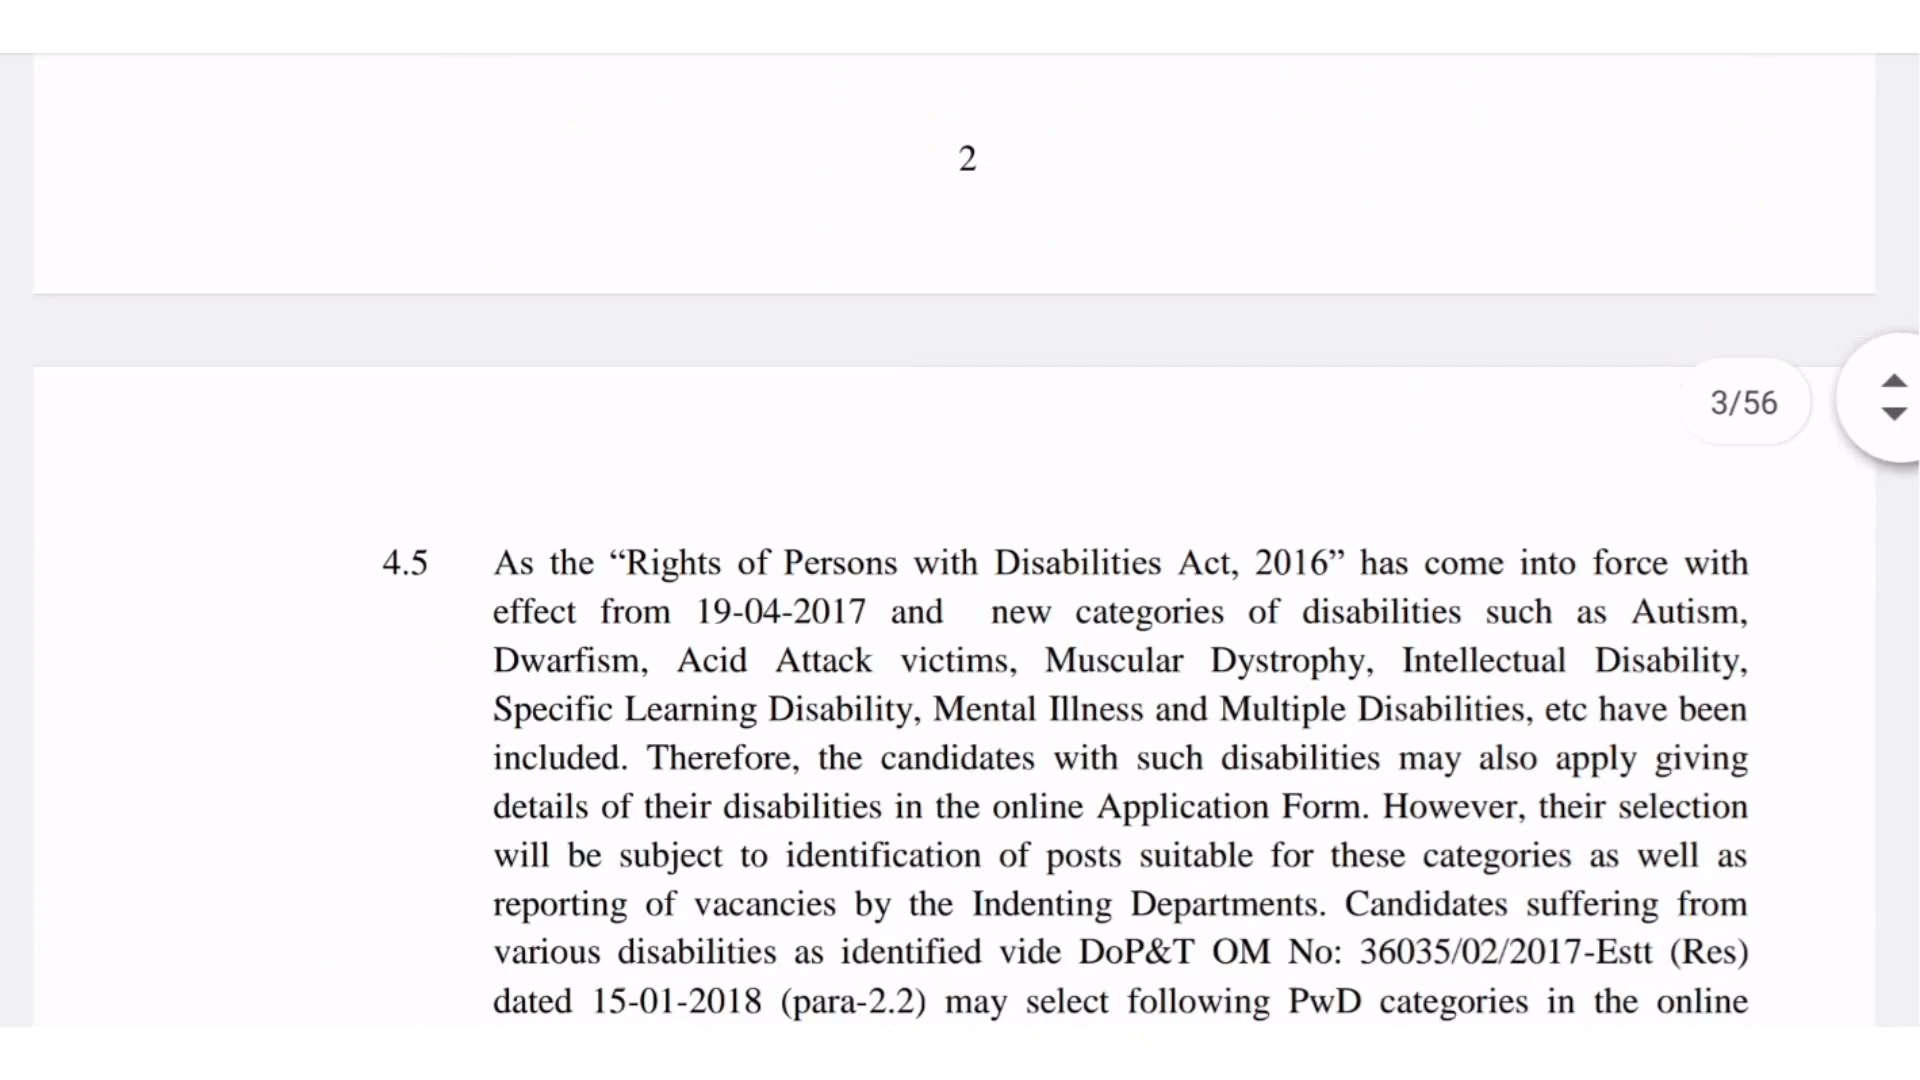 2
3/56
4.5 As the “Rights of Persons with Disabilities Act, 2016” has come into force with
effect from 19-04-2017 and new categories of disabilities such as Autism,
Dwarfism, Acid Attack victims, Muscular Dystrophy, Intellectual Disability,
Specific Learning Disability, Mental Illness and Multiple Disabilities, etc have been
included. Therefore, the candidates with such disabilities may also apply giving
details of their disabilities in the online Application Form. However, their selection
will be subject to identification of posts suitable for these categories as well as
reporting of vacancies by the Indenting Departments. Candidates suffering from
various disabilities as identified vide DoP&T OM No: 36035/02/2017-Estt (Res)
dated 15-01-2018 (para-2.2) may select following PwD categories in the online